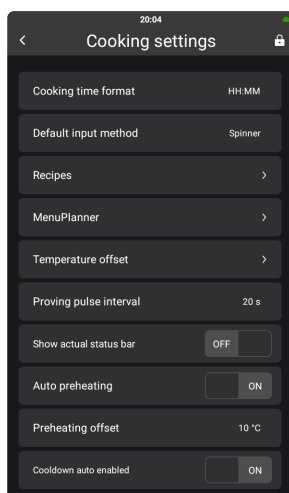 20:04
Cooking settings
Cooking time format HH:MM
Default input method Spinner
Recipes
MenuPlanner
Temperature offset
Proving pulse interval 20 s
Show actual status bar OFF
Auto preheating ON
Preheating offset 10 °C
Cooldown auto enabled ON